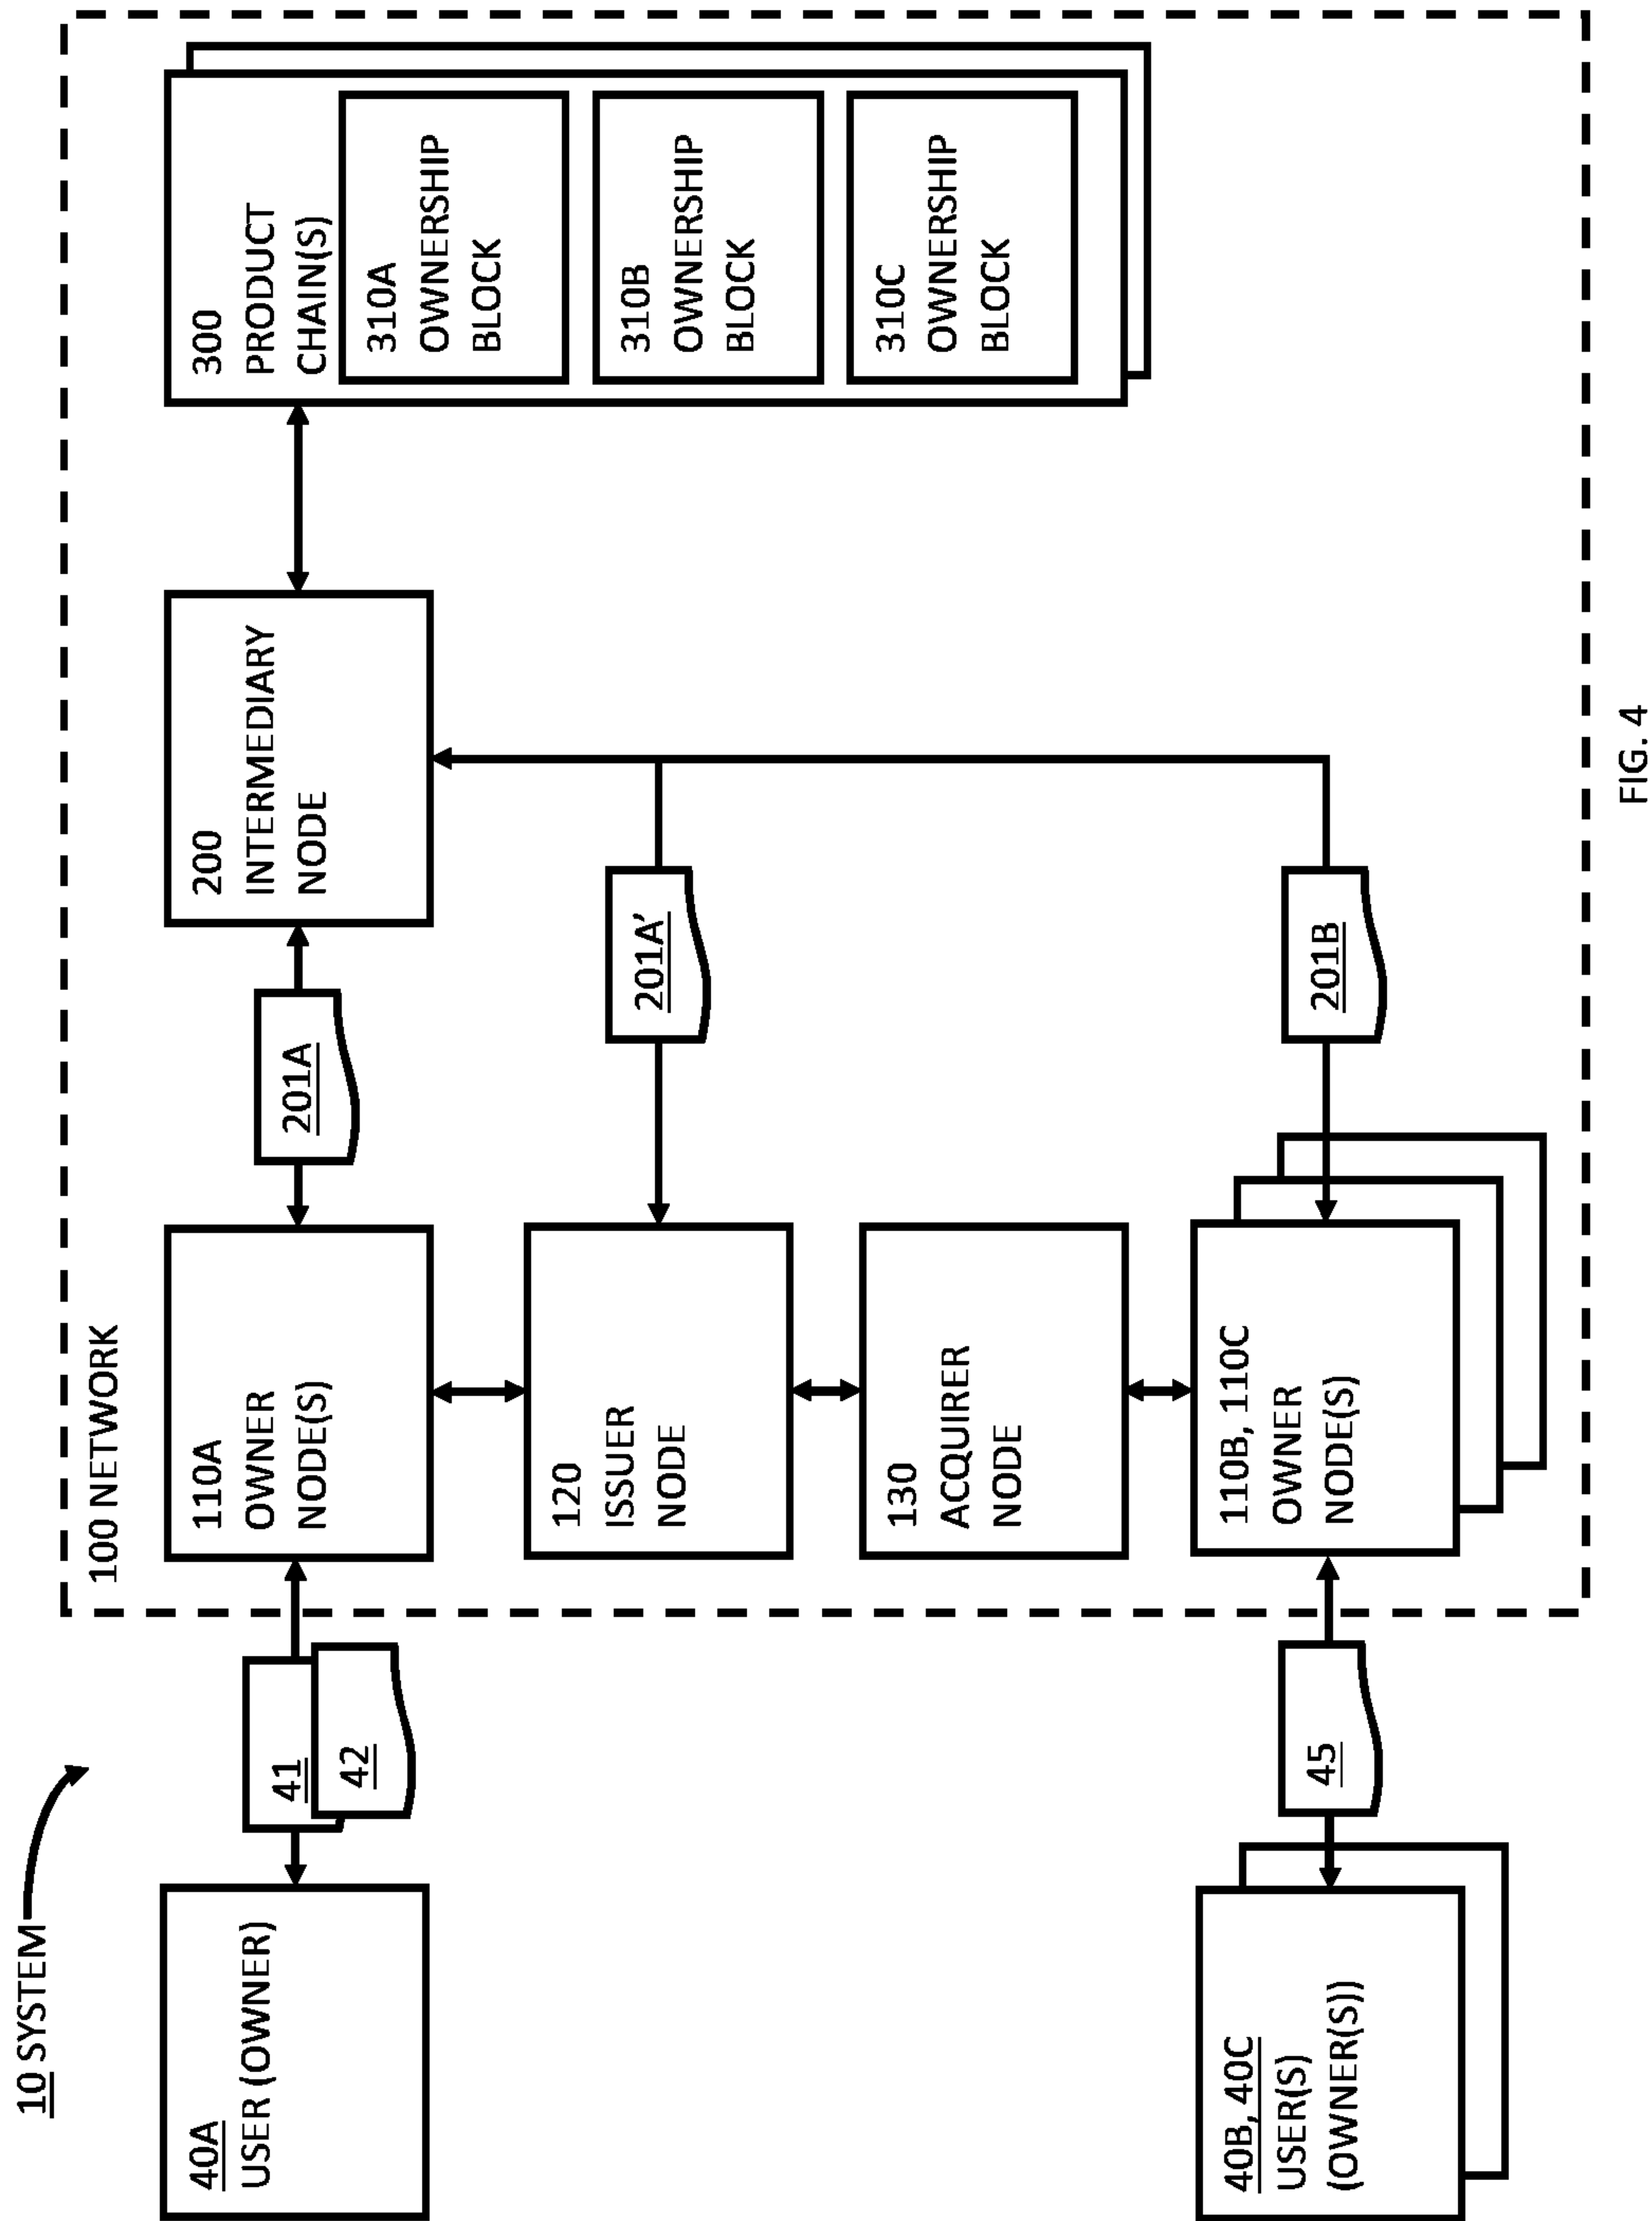 10 SYSTEM
100 NETWORK
40A
USER (OWNER)
41
42
110A
OWNER
NODE(S)
201A
200
INTERMEDIARY
NODE
300
PRODUCT
CHAIN(S)
310A
OWNERSHIP
BLOCK
310B
OWNERSHIP
BLOCK
310C
OWNERSHIP
BLOCK
120
ISSUER
NODE
201A’
130
ACQUIRER
NODE
40B, 40C
USER(S)
(OWNER(S))
45
110B, 110C
OWNER
NODE(S)
201B
FIG. 4